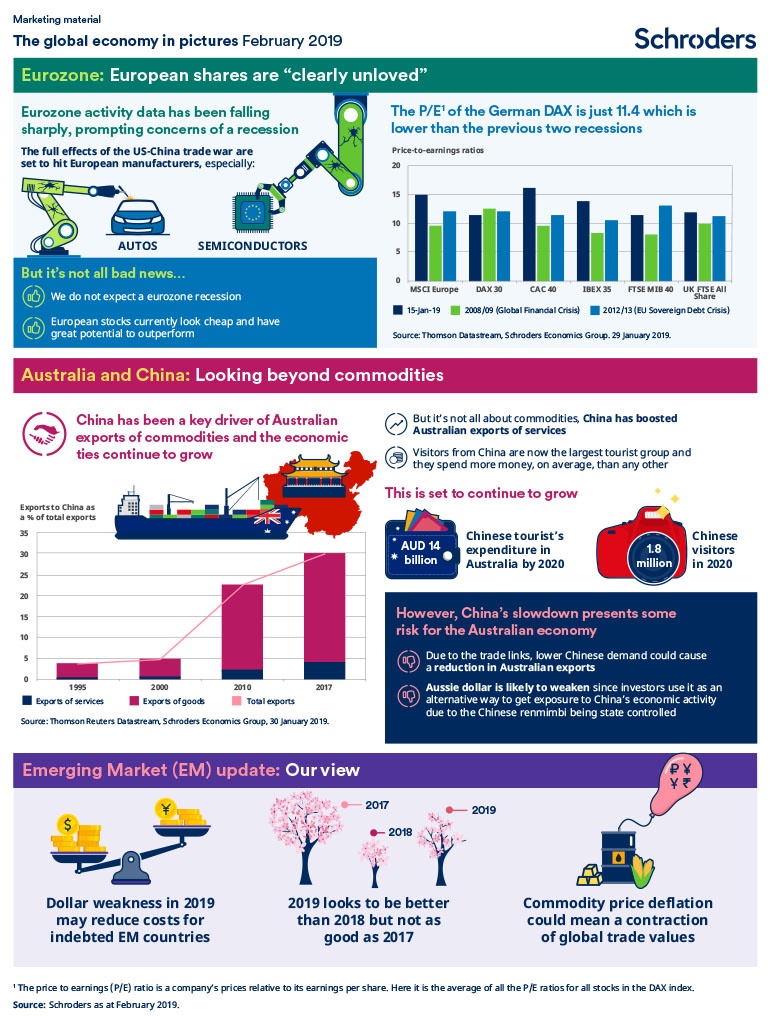 Marketing material
The global economy in pictures February 2019
Schroders
Eurozone: European shares are “clearly unloved”
Eurozone activity data has been falling
sharply, prompting concerns of a recession
The full effects of the US-China trade war are
set to hit European manufacturers, especially:
AUTOS
SEMICONDUCTORS
But it’s not all bad news...
We do not expect a eurozone recession
European stocks currently look cheap and have
great potential to outperform
The P/E¹ of the German DAX is just 11.4 which is
lower than the previous two recessions
Price-to-earnings ratios
20
15
10
5
0
MSCI Europe
DAX 30
CAC 40
IBEX 35
FTSE MIB 40
UK FTSE All
Share
15-Jan-19
2008/09 (Global Financial Crisis)
2012/13 (EU Sovereign Debt Crisis)
Source: Thomson Datastream, Schroders Economics Group. 29 January 2019.
Australia and China: Looking beyond commodities
China has been a key driver of Australian
exports of commodities and the economic
ties continue to grow
Exports to China as
a % of total exports
35
30
25
20
15
10
5
0
1995
2000
2010
2017
Exports of services
Exports of goods
Total exports
Source: Thomson Reuters Datastream, Schroders Economics Group, 30 January 2019.
But it’s not all about commodities, China has boosted
Australian exports of services
Visitors from China are now the largest tourist group and
they spend more money, on average, than any other
This is set to continue to grow
AUD 14
billion
Chinese tourist’s
expenditure in
Australia by 2020
1.8
million
Chinese
visitors
in 2020
However, China’s slowdown presents some
risk for the Australian economy
Due to the trade links, lower Chinese demand could cause
a reduction in Australian exports
Aussie dollar is likely to weaken since investors use it as an
alternative way to get exposure to China’s economic activity
due to the Chinese renmimbi being state controlled
Emerging Market (EM) update: Our view
$
¥
Dollar weakness in 2019
may reduce costs for
indebted EM countries
2017
2018
2019
2019 looks to be better
than 2018 but not as
good as 2017
₽ ¥
¥ ₹
Commodity price deflation
could mean a contraction
of global trade values
¹ The price to earnings (P/E) ratio is a company’s prices relative to its earnings per share. Here it is the average of all the P/E ratios for all stocks in the DAX index.
Source: Schroders as at February 2019.